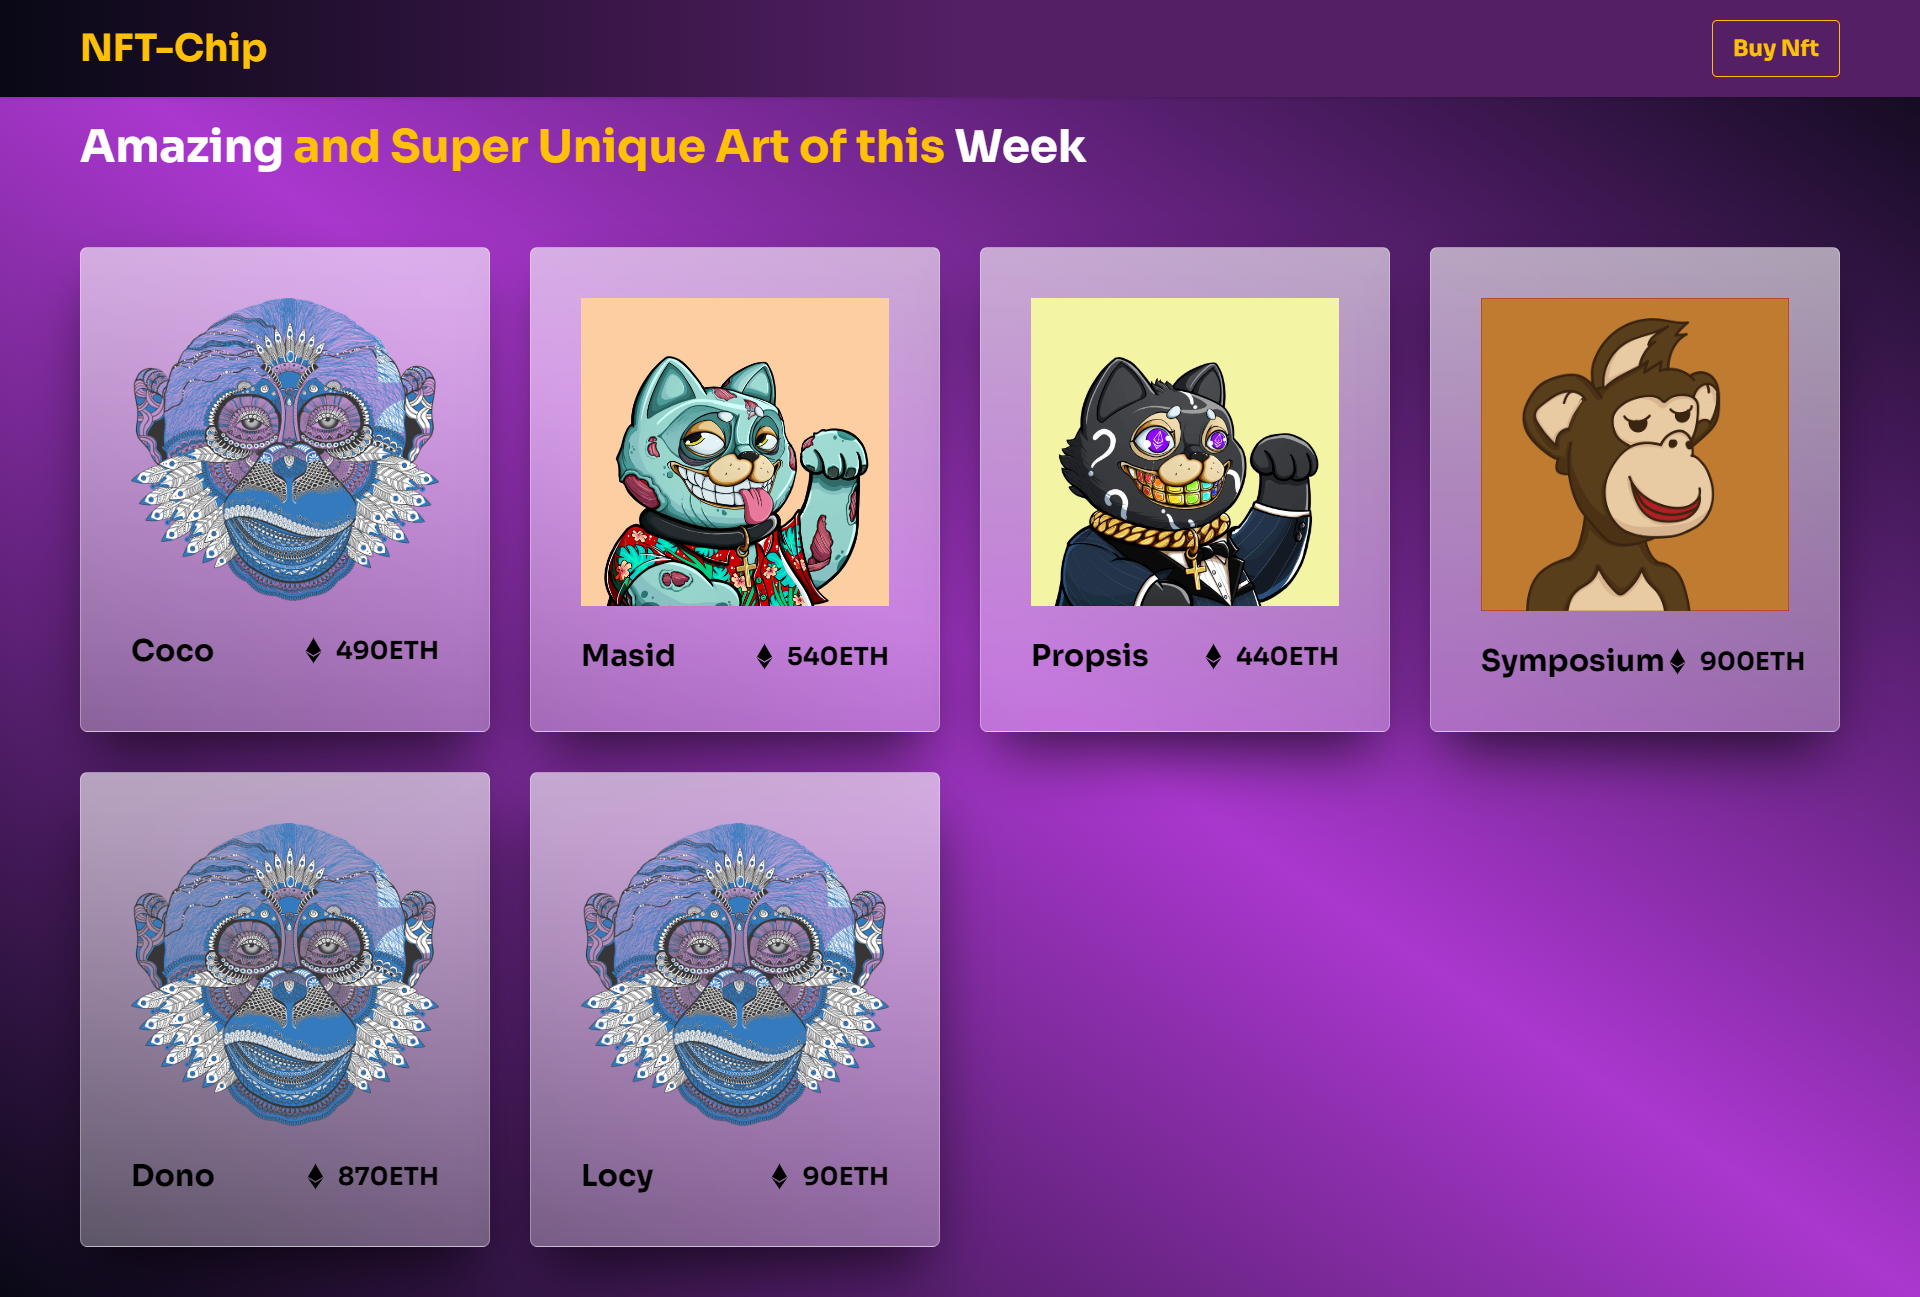 NFT-Chip
Buy Nft
Amazing and Super Unique Art of this Week
Coco 490ETH
Masid 540ETH
Propsis 440ETH
Symposium 900ETH
Dono 870ETH
Locy 90ETH